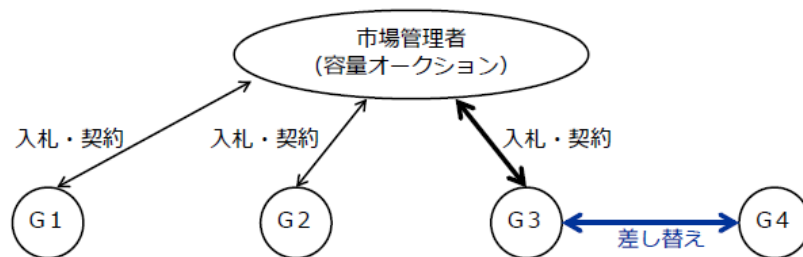 市場管理者
(容量オークション)
入札・契約
入札・契約
入札・契約
G1
G2
G3
G4
差し替え